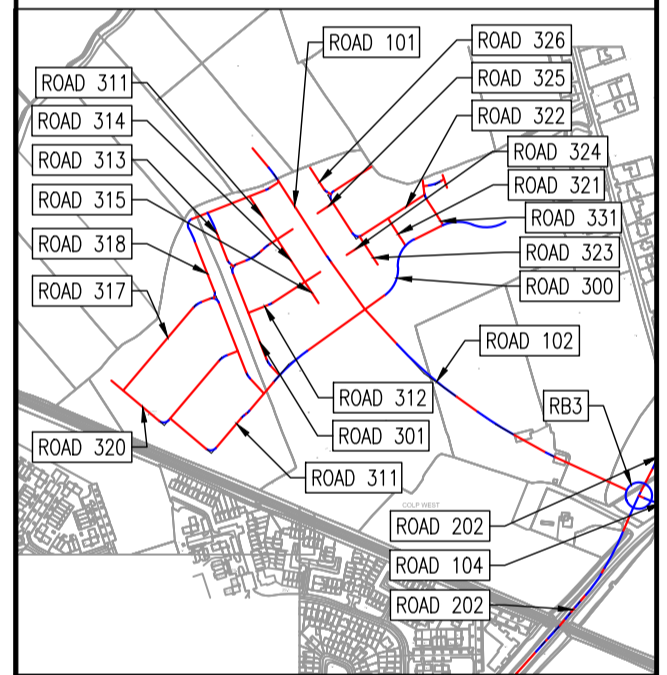 ROAD 101
ROAD 326
ROAD 311
ROAD 325
ROAD 314
ROAD 322
ROAD 313
ROAD 324
ROAD 315
ROAD 321
ROAD 318
ROAD 331
ROAD 323
ROAD 317
ROAD 300
ROAD 102
ROAD 312
RB3
ROAD 320
ROAD 301
ROAD 311
COLP WEST
ROAD 202
ROAD 104
ROAD 202